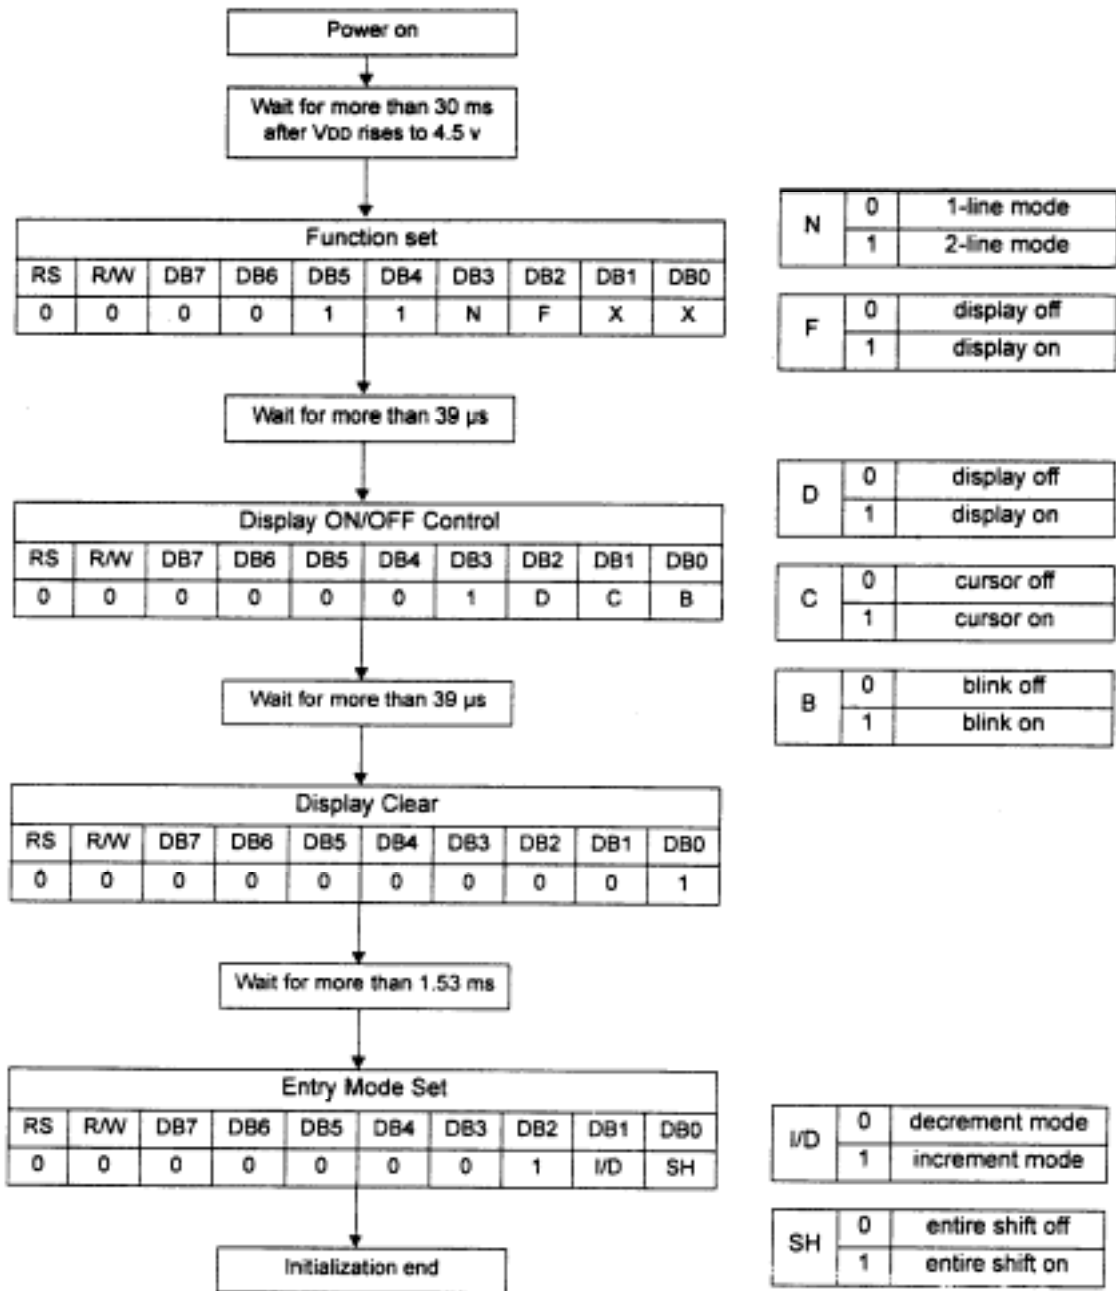 Power on
Wait for more than 30 ms
after VDD rises to 4.5 v
Function set
RS R/W DB7 DB6 DB5 DB4 DB3 DB2 DB1 DB0
0 0 0 0 1 1 N F X X
N 0 1-line mode
1 2-line mode
F 0 display off
1 display on
Wait for more than 39 µs
Display ON/OFF Control
RS R/W DB7 DB6 DB5 DB4 DB3 DB2 DB1 DB0
0 0 0 0 0 0 1 D C B
D 0 display off
1 display on
C 0 cursor off
1 cursor on
B 0 blink off
1 blink on
Wait for more than 39 µs
Display Clear
RS R/W DB7 DB6 DB5 DB4 DB3 DB2 DB1 DB0
0 0 0 0 0 0 0 0 0 1
Wait for more than 1.53 ms
Entry Mode Set
RS R/W DB7 DB6 DB5 DB4 DB3 DB2 DB1 DB0
0 0 0 0 0 0 0 1 I/D SH
I/D 0 decrement mode
1 increment mode
SH 0 entire shift off
1 entire shift on
Initialization end